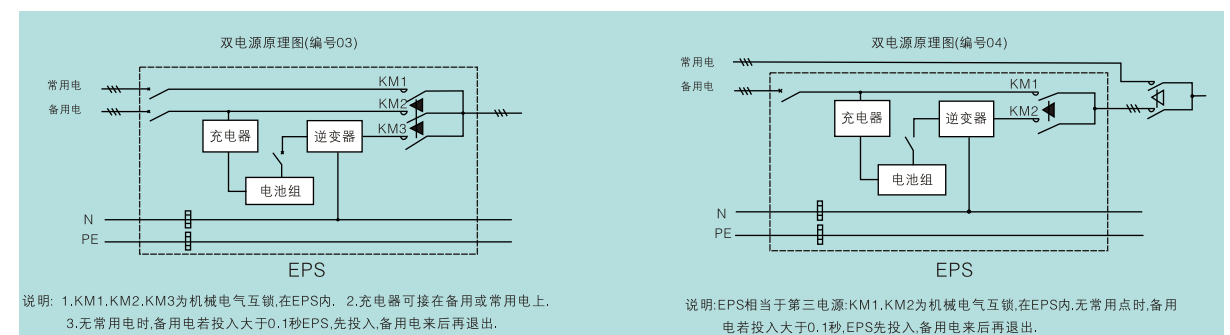 双电源原理图(编号03)
常用电
备用电
KM1
KM2
KM3
充电器
逆变器
电池组
N
PE
EPS
说明: 1.KM1.KM2.KM3为机械电气互锁,在EPS内. 2.充电器可接在备用或常用电上.
3.无常用电时,备用电若投入大于0.1秒EPS,先投入,备用电来后再退出.
双电源原理图(编号04)
常用电
备用电
KM1
KM2
充电器
逆变器
电池组
N
PE
EPS
说明:EPS相当于第三电源:KM1.KM2为机械电气互锁,在EPS内.无常用点时,备用
电若投入大于0.1秒,EPS先投入,备用电来后再退出.